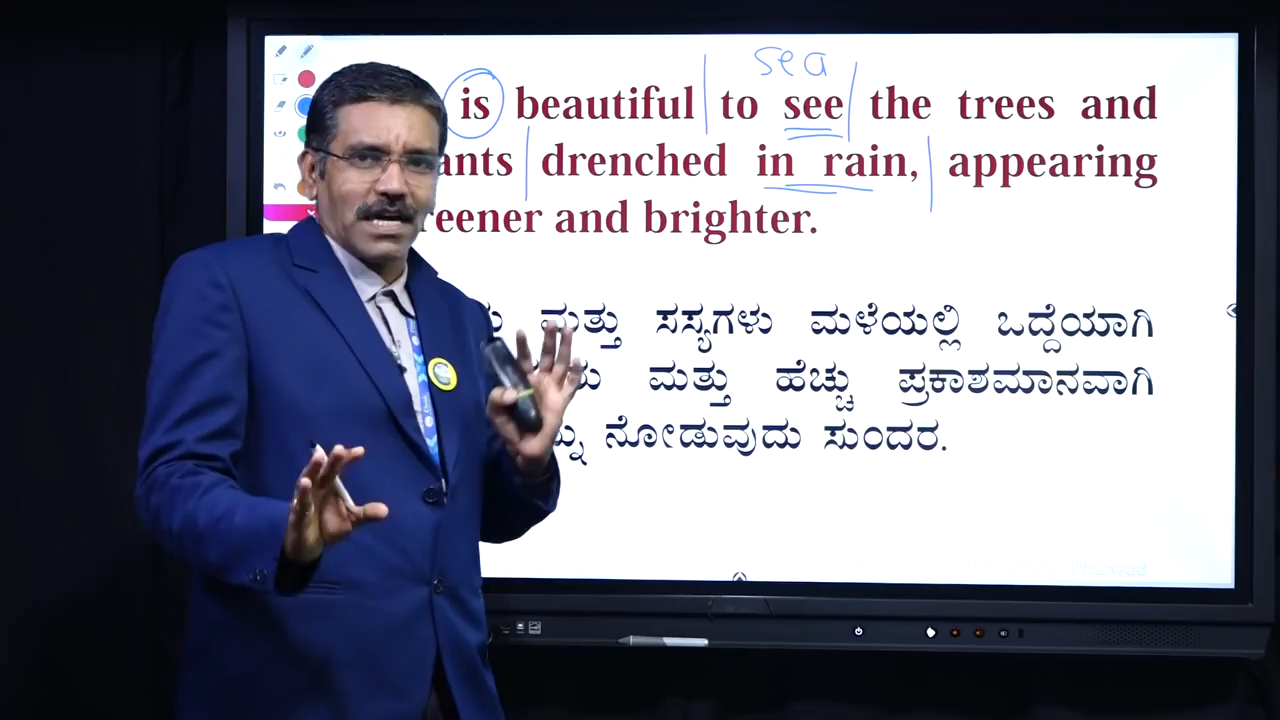 sea
is beautiful to see the trees and
ants drenched in rain, appearing
reener and brighter.
ಮತ್ತು ಸಸ್ಯಗಳು ಮಳೆಯಲ್ಲಿ ಒದ್ದೆಯಾಗಿ
ಮತ್ತು ಹೆಚ್ಚು ಪ್ರಕಾಶಮಾನವಾಗಿ
ನೋಡುವುದು ಸುಂದರ.